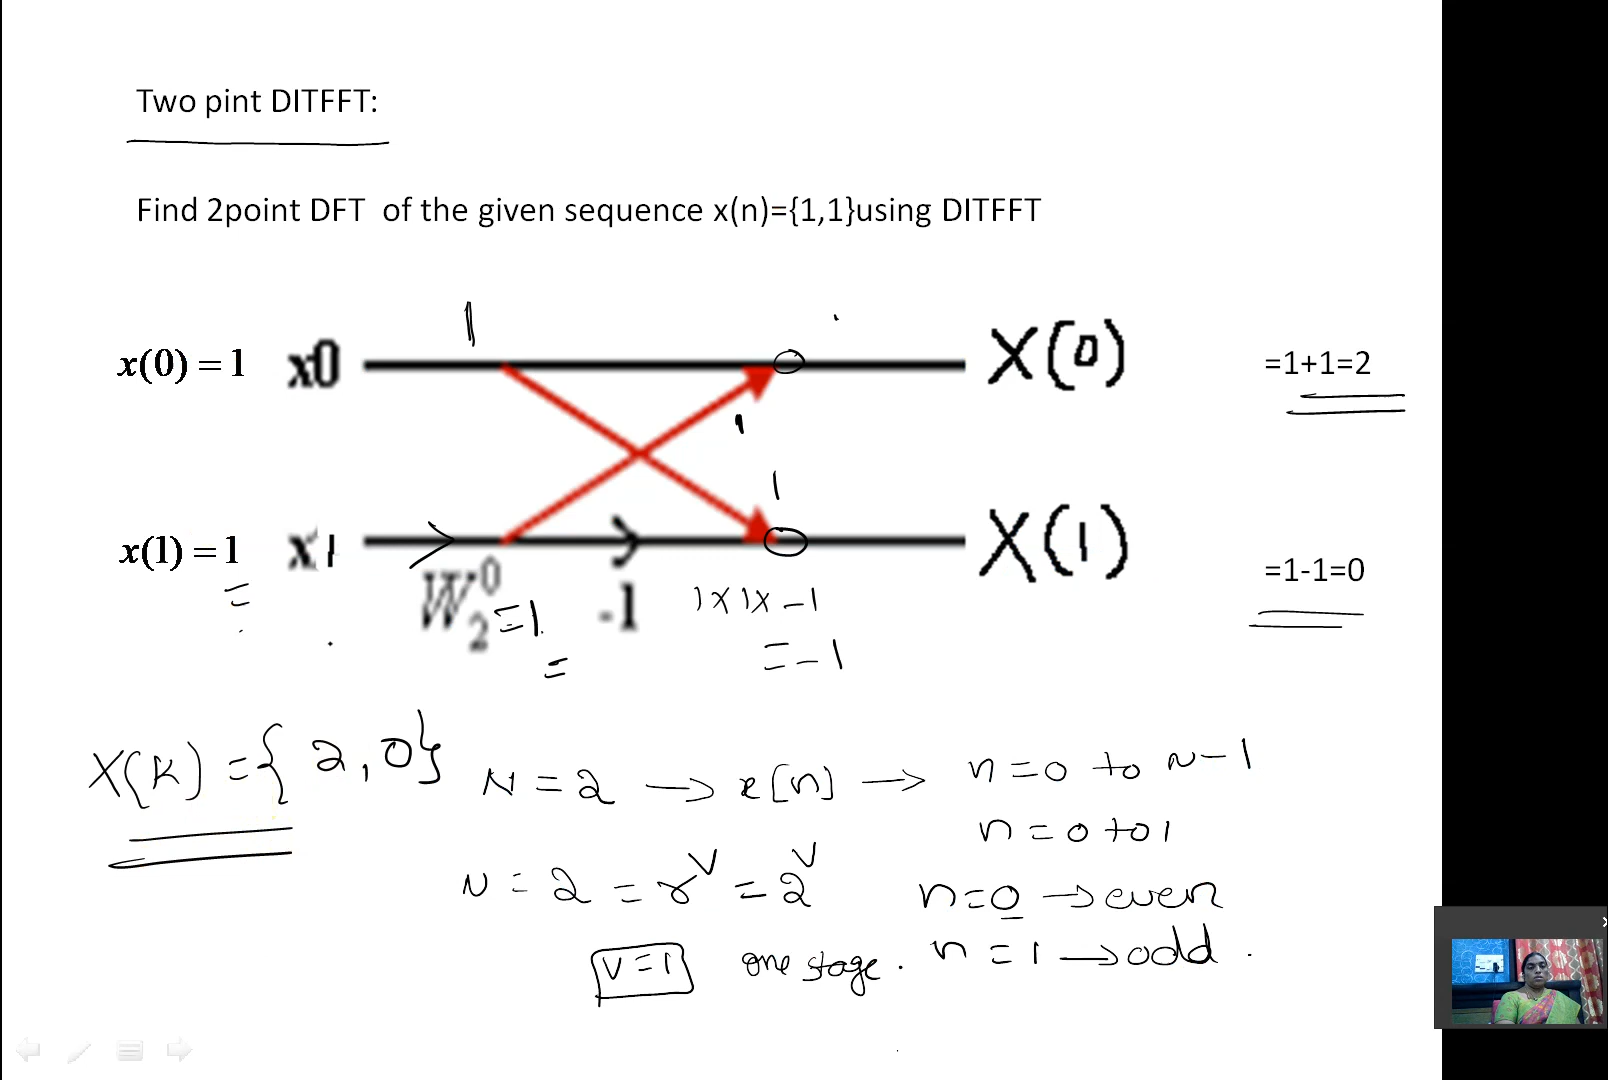 Two pint DITFFT:
Find 2point DFT of the given sequence x(n)={1,1}using DITFFT
1
x(0) = 1 x0 X(0) =1+1=2
1
1
x(1) = 1 x1 X(1) =1-1=0
W₂⁰ =1 -1 1 x 1x -1
= -1
X(K) = { 2, 0}
N = 2 → x[n] → n = 0 to N-1
n = 0 to 1
N = 2 = r^v = 2^v n=0 → even
v = 1 one stage. n = 1 → odd.